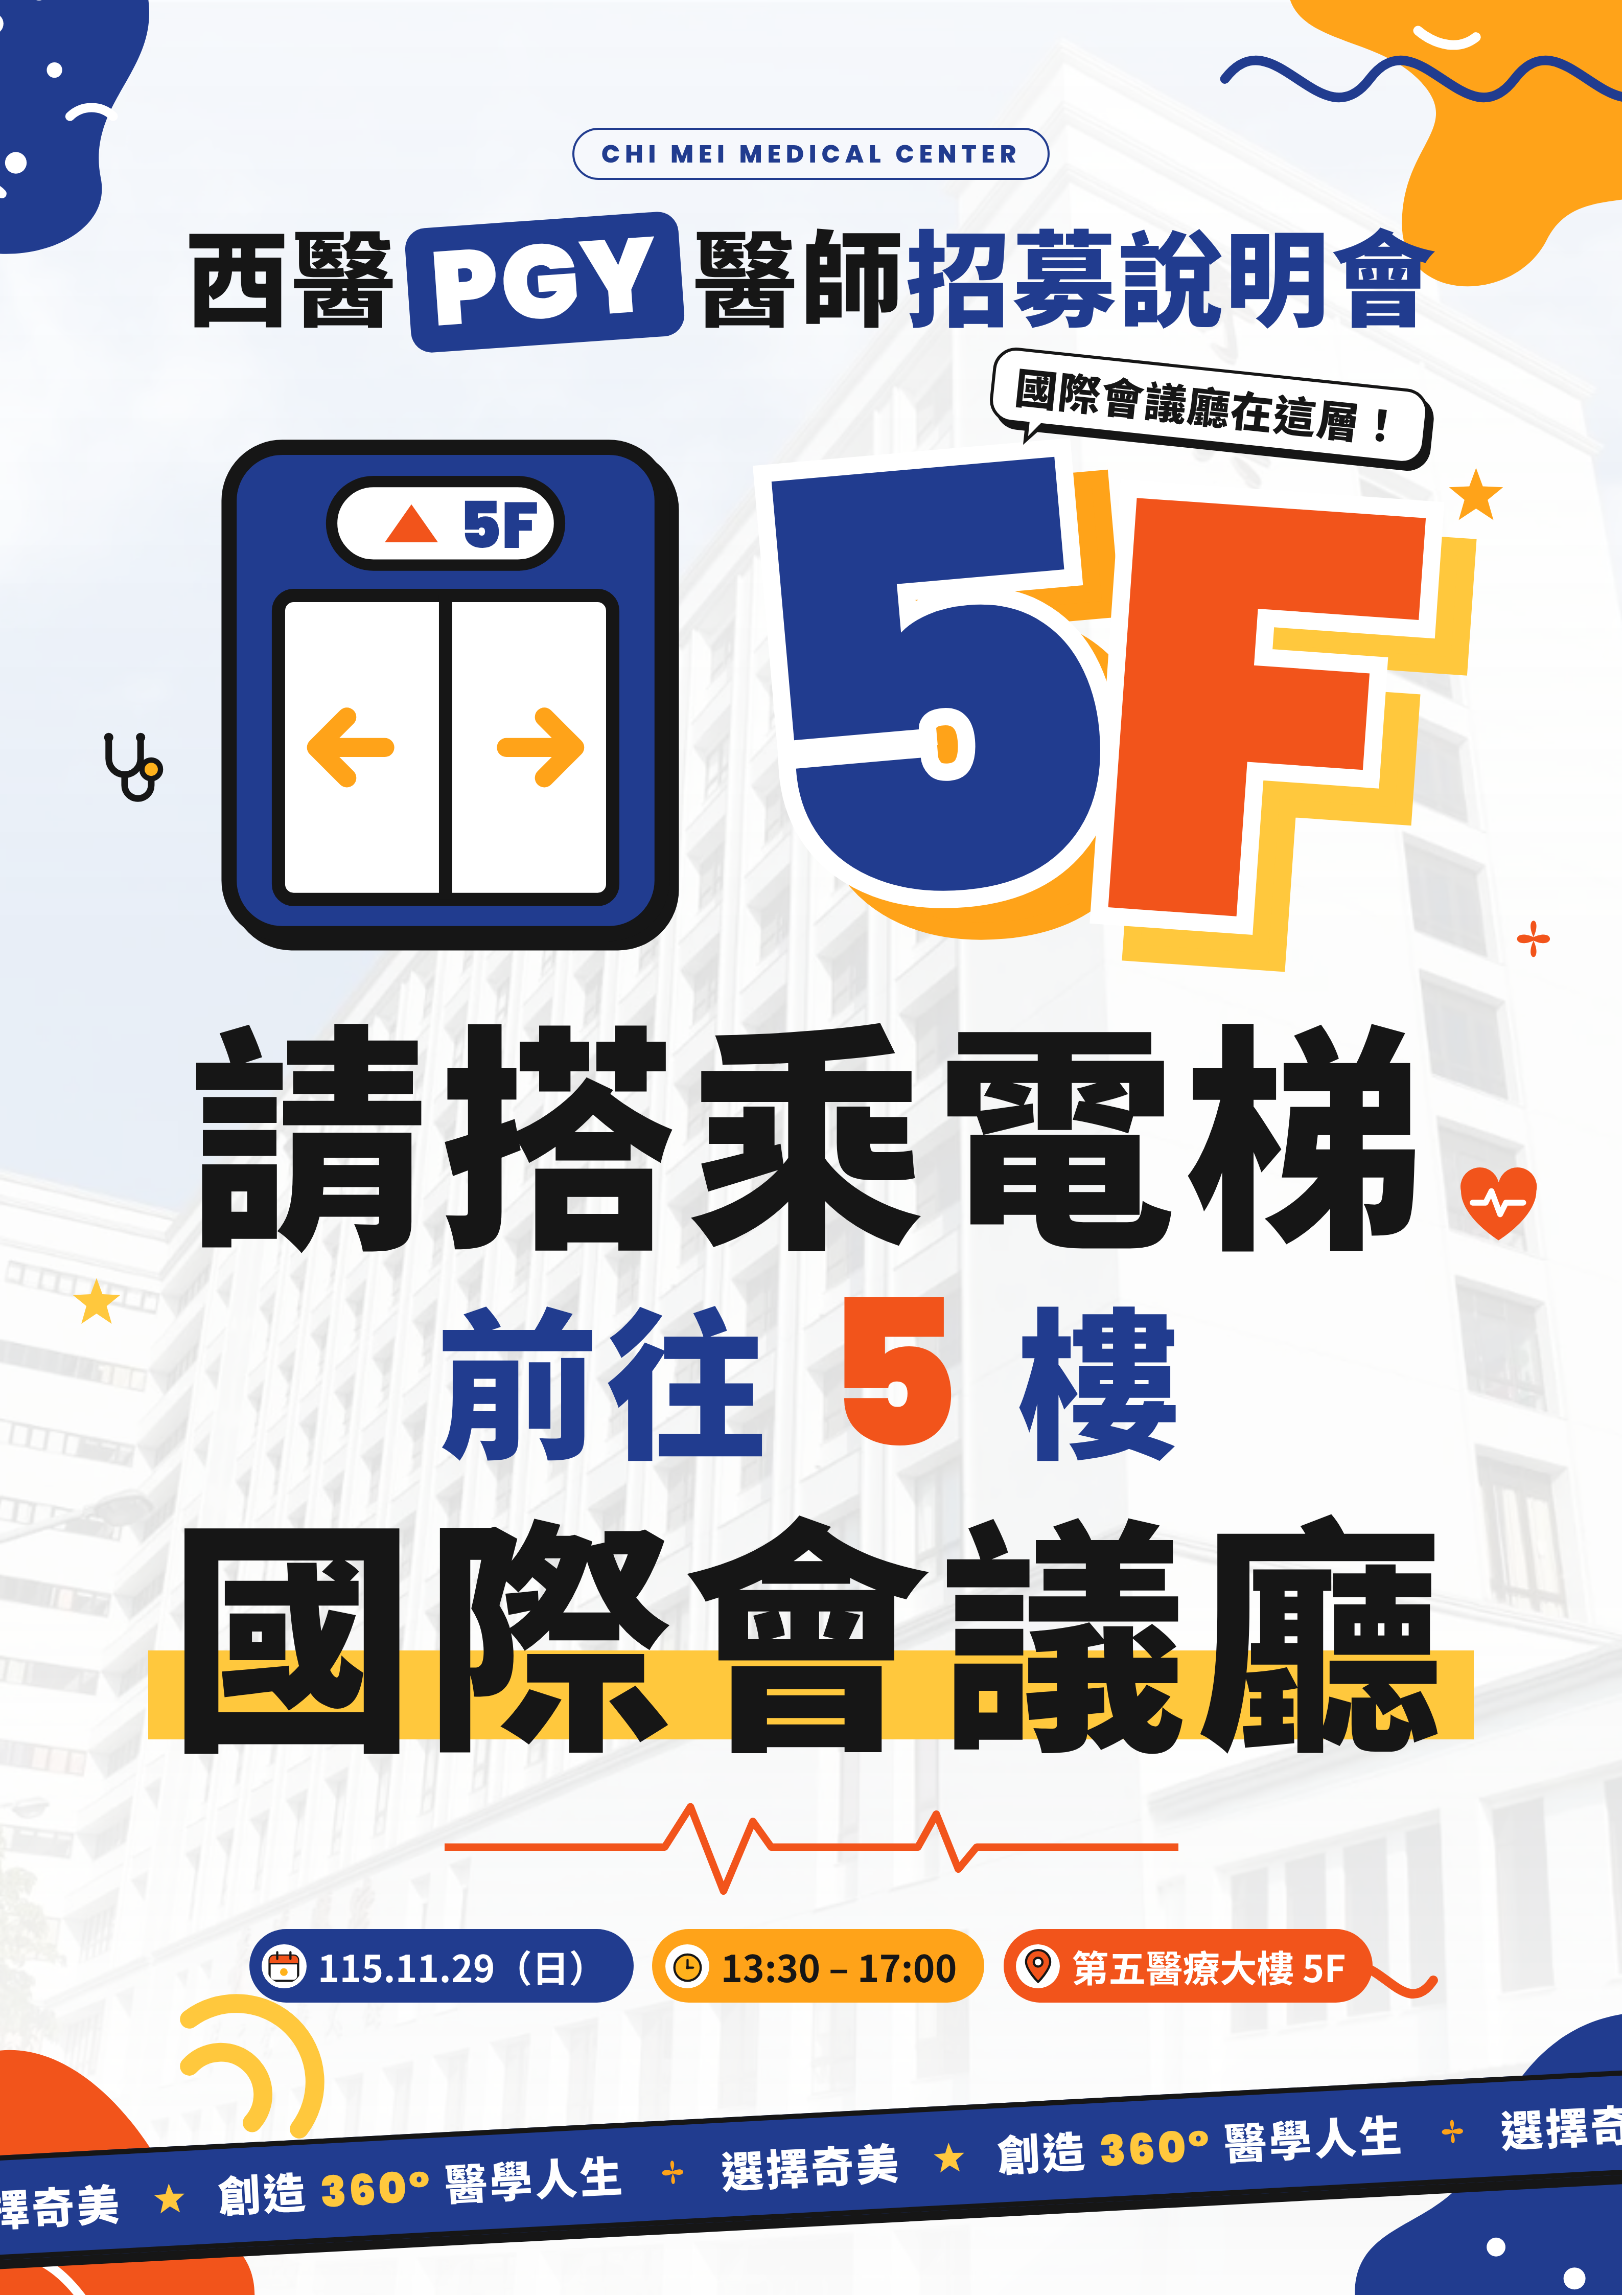 CHI MEI MEDICAL CENTER
西醫 PGY 醫師招募說明會
國際會議廳在這層！
5F
5F
請搭乘電梯
前往 5 樓
國際會議廳
115.11.29（日）
13:30 – 17:00
第五醫療大樓 5F
擇奇美 創造 360° 醫學人生 選擇奇美 創造 360° 醫學人生 選擇奇